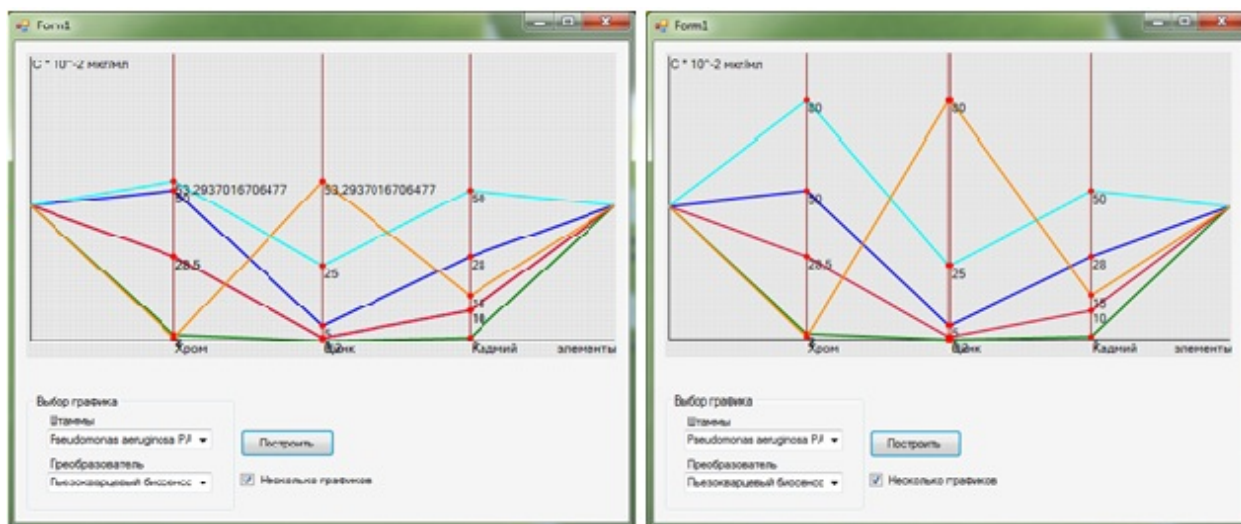 Form1
C * 10^-2 мкг/мл
53.2937016706477
53.2937016706477
50
50
28.5
25
28
10
5
Хром
Цинк
Кадмий
элементы
Выбор графика
Штаммы
Pseudomonas aeruginosa PA
Построить
Преобразователь
Пьезокварцевый биосенсо
Несколько графиков
Form1
C * 10^-2 мкг/мл
80
80
50
50
28.5
25
28
15
10
5
Хром
Цинк
Кадмий
элементы
Выбор графика
Штаммы
Pseudomonas aeruginosa PA
Построить
Преобразователь
Пьезокварцевый биосенсо
Несколько графиков